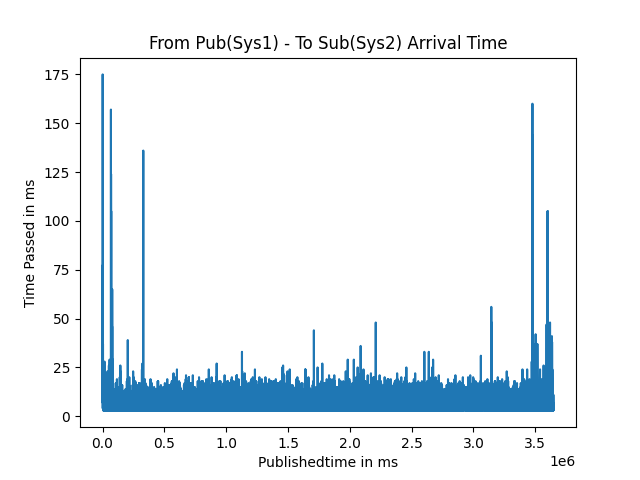 From Pub(Sys1) - To Sub(Sys2) Arrival Time
175
150
125
100
75
50
25
0
Time Passed in ms
0.0 0.5 1.0 1.5 2.0 2.5 3.0 3.5
1e6
Publishedtime in ms